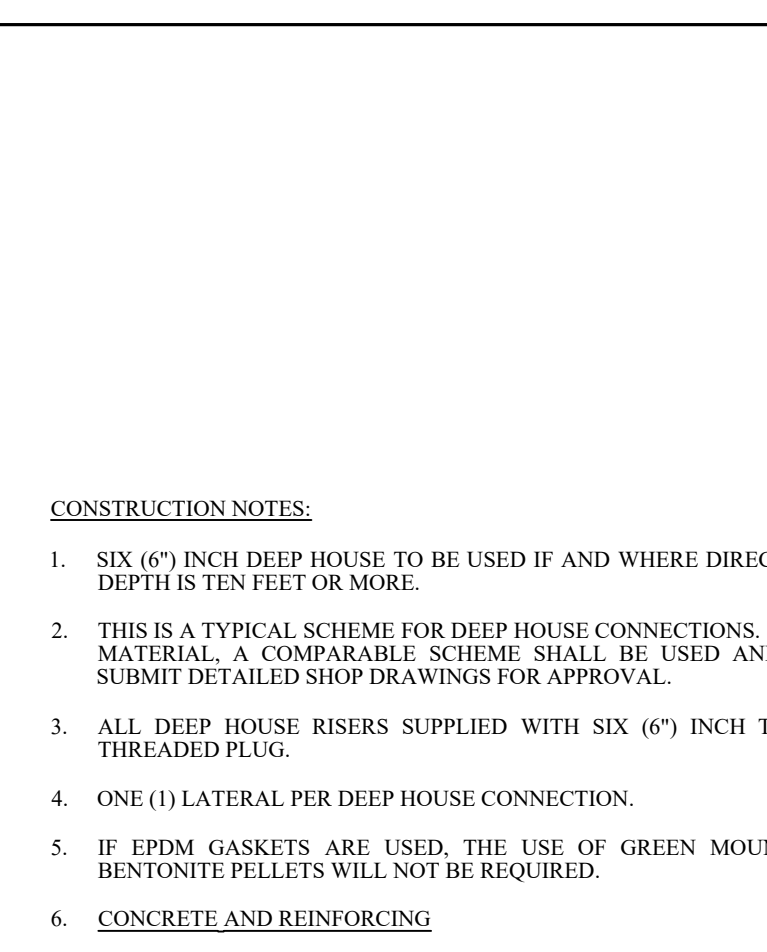 CONSTRUCTION NOTES:
1. SIX (6") INCH DEEP HOUSE TO BE USED IF AND WHERE
DEPTH IS TEN FEET OR MORE.
2. THIS IS A TYPICAL SCHEME FOR DEEP HOUSE CONNECTIONS.
MATERIAL, A COMPARABLE SCHEME SHALL BE USED
SUBMIT DETAILED SHOP DRAWINGS FOR APPROVAL.
3. ALL DEEP HOUSE RISERS SUPPLIED WITH SIX (6") INCH
THREADED PLUG.
4. ONE (1) LATERAL PER DEEP HOUSE CONNECTION.
5. IF EPDM GASKETS ARE USED, THE USE OF GREEN
BENTONITE PELLETS WILL NOT BE REQUIRED.
6. CONCRETE AND REINFORCING